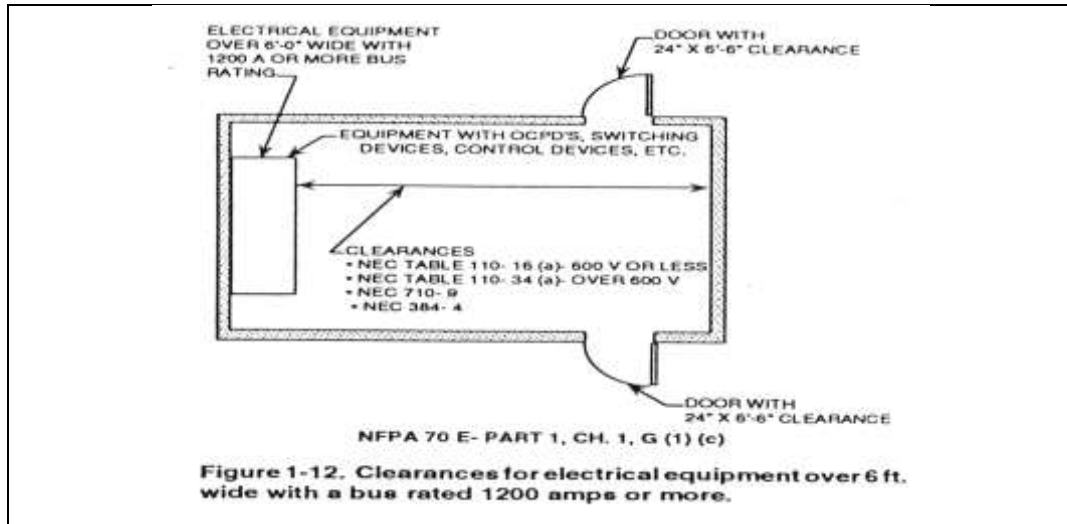 ELECTRICAL EQUIPMENT
OVER 6'-0" WIDE WITH
1200 A OR MORE BUS
RATING
DOOR WITH
24" X 6'-6" CLEARANCE
EQUIPMENT WITH OCPD'S, SWITCHING
DEVICES, CONTROL DEVICES, ETC.
CLEARANCES
• NEC TABLE 110- 16 (a)- 600 V OR LESS
• NEC TABLE 110- 34 (a)- OVER 600 V
• NEC 710- 9
• NEC 384- 4
DOOR WITH
24" X 6'-6" CLEARANCE
NFPA 70 E- PART 1, CH. 1, G (1) (c)
Figure 1-12. Clearances for electrical equipment over 6 ft.
wide with a bus rated 1200 amps or more.